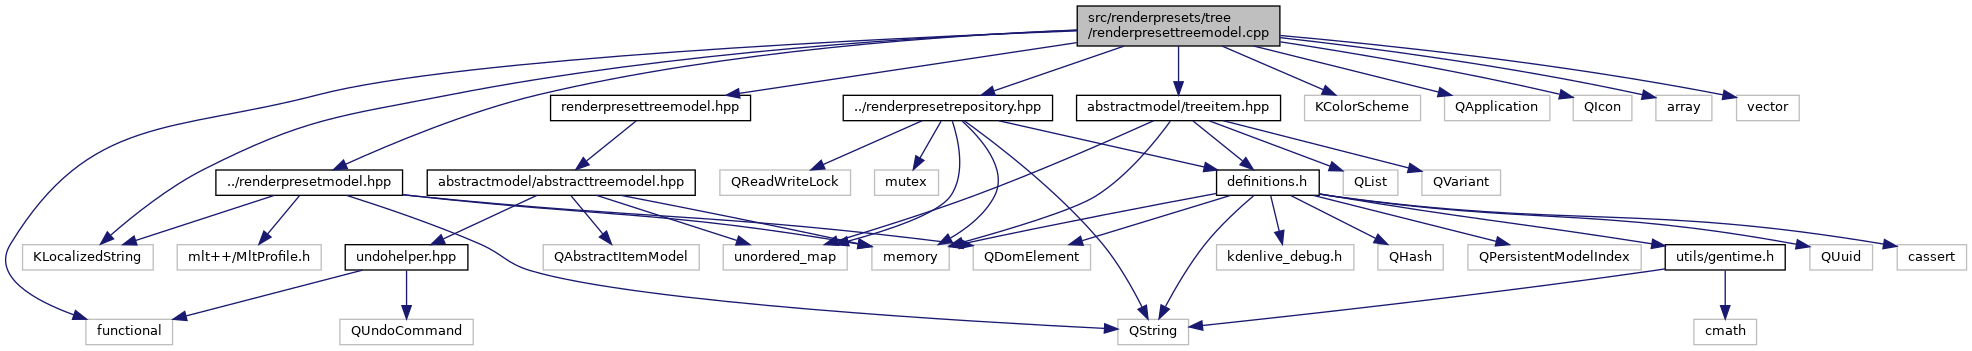 src/renderpresets/tree
/renderpresettreemodel.cpp
renderpresettreemodel.hpp
../renderpresetrepository.hpp
abstractmodel/treeitem.hpp
KColorScheme
QApplication
QIcon
array
vector
../renderpresetmodel.hpp
abstractmodel/abstracttreemodel.hpp
QReadWriteLock
mutex
definitions.h
QList
QVariant
KLocalizedString
mlt++/MltProfile.h
undohelper.hpp
QAbstractItemModel
unordered_map
memory
QDomElement
kdenlive_debug.h
QHash
QPersistentModelIndex
utils/gentime.h
QUuid
cassert
functional
QUndoCommand
QString
cmath